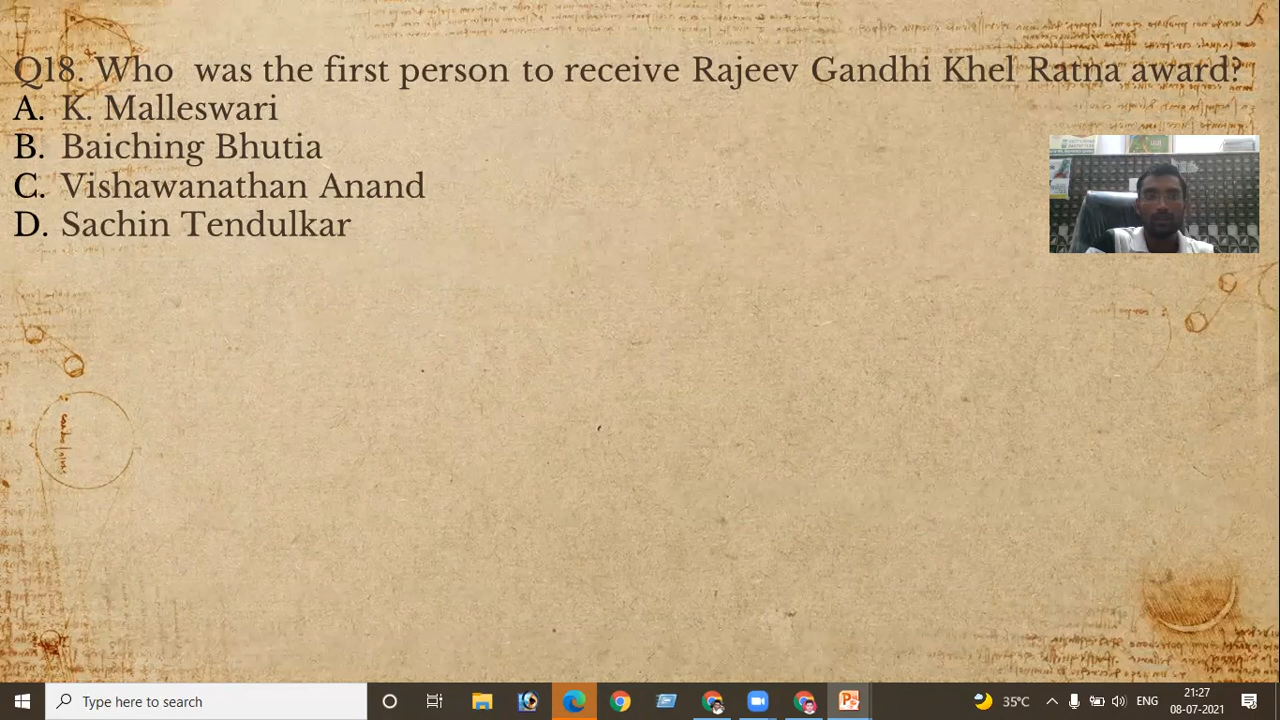 Q18. Who was the first person to receive Rajeev Gandhi Khel Ratna award?
A. K. Malleswari
B. Baiching Bhutia
C. Vishawanathan Anand
D. Sachin Tendulkar
Type here to search
35°C
ENG
21:27
08-07-2021